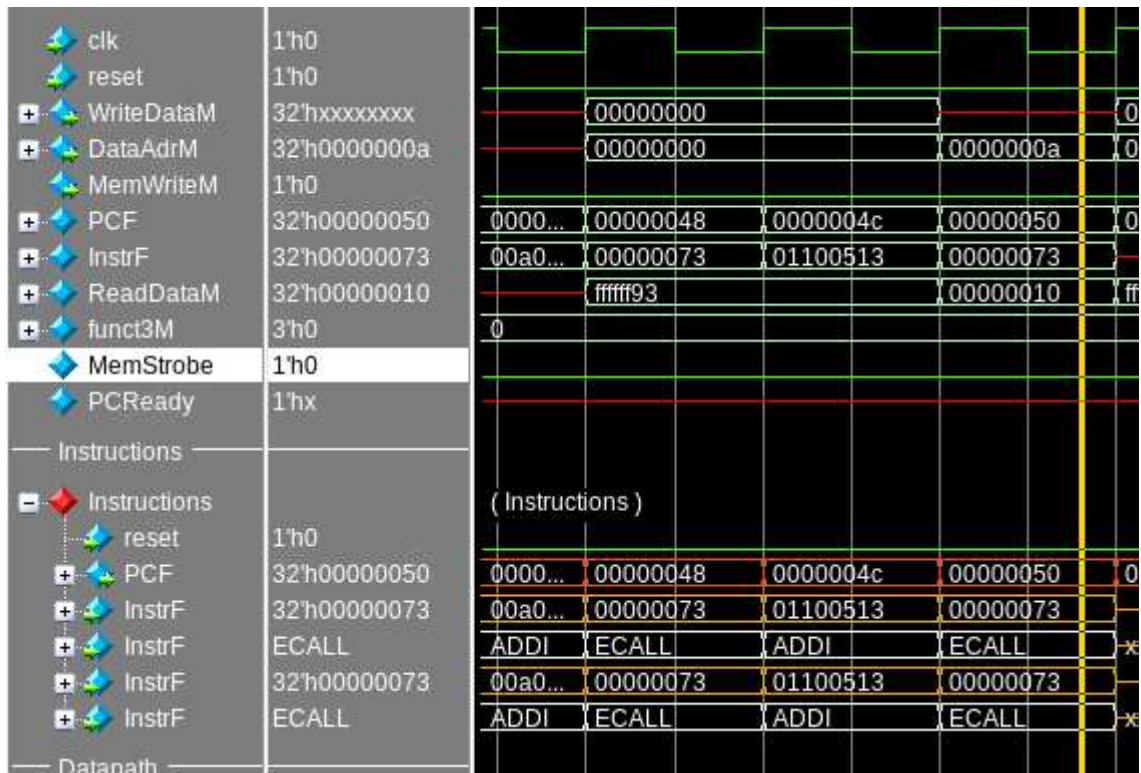 clk 1'h0
reset 1'h0
WriteDataM 32'hxxxxxxxx 00000000 0
DataAdrM 32'h0000000a 00000000 0000000a 0
MemWriteM 1'h0
PCF 32'h00000050 0000... 00000048 0000004c 00000050 0
InstrF 32'h00000073 00a0... 00000073 01100513 00000073
ReadDataM 32'h00000010 ffffff93 00000010 ff
funct3M 3'h0 0
MemStrobe 1'h0
PCReady 1'hx
Instructions
Instructions ( Instructions )
reset 1'h0
PCF 32'h00000050 0000... 00000048 0000004c 00000050 0
InstrF 32'h00000073 00a0... 00000073 01100513 00000073
InstrF ECALL ADDI ECALL ADDI ECALL x
InstrF 32'h00000073 00a0... 00000073 01100513 00000073
InstrF ECALL ADDI ECALL ADDI ECALL x
Datapath